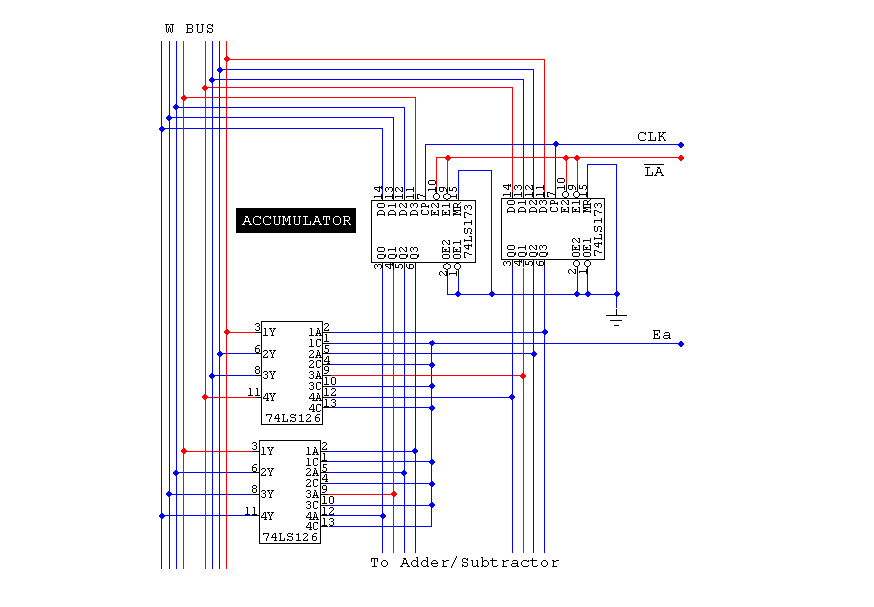 W BUS
CLK
LA
14 13 12 11 7 10 9 15
D0 D1 D2 D3 CP E2 E1 MR
74LS173
Q0 Q1 Q2 Q3 OE2 OE1
3 4 5 6 2 1
14 13 12 11 7 10 9 15
D0 D1 D2 D3 CP E2 E1 MR
74LS173
Q0 Q1 Q2 Q3 OE2 OE1
3 4 5 6 2 1
ACCUMULATOR
Ea
3 1Y 1A 2
1C 1
6 2Y 2A 5
2C 4
8 3Y 3A 9
3C 10
11 4Y 4A 12
4C 13
74LS126
3 1Y 1A 2
1C 1
6 2Y 2A 5
2C 4
8 3Y 3A 9
3C 10
11 4Y 4A 12
4C 13
74LS126
To Adder/Subtractor